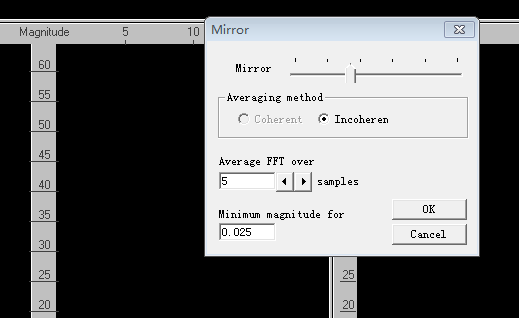 Mirror
Magnitude 5 10
Mirror
60
55
50
45
40
35
30
25
20
Averaging method
Coherent Incoheren
Average FFT over
5 samples
Minimum magnitude for
0.025
OK
Cancel
25
20